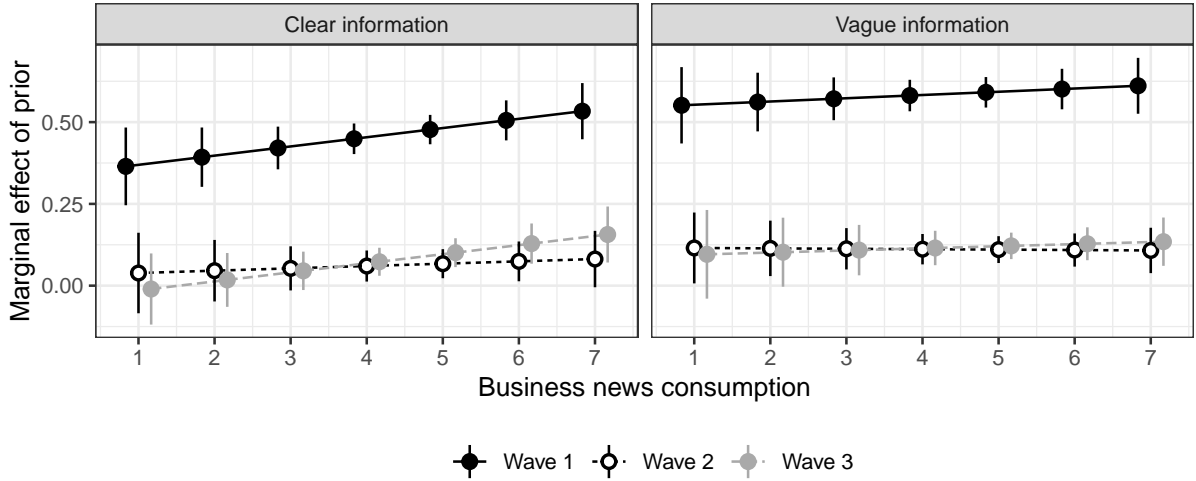 Clear information
Vague information
Marginal effect of prior
0.50
0.25
0.00
1 2 3 4 5 6 7
1 2 3 4 5 6 7
Business news consumption
Wave 1 Wave 2 Wave 3